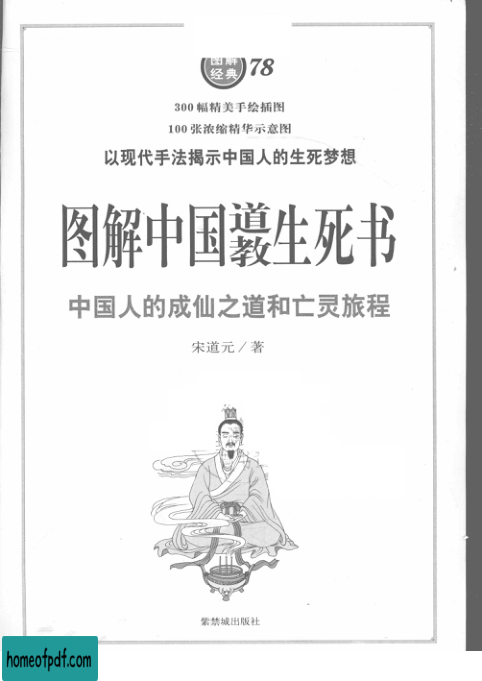 图解
经典 78
300幅精美手绘插图
100张浓缩精华示意图
以现代手法揭示中国人的生死梦想
图解中国道教生死书
中国人的成仙之道和亡灵旅程
宋道元/著
紫禁城出版社
homeofpdf.com